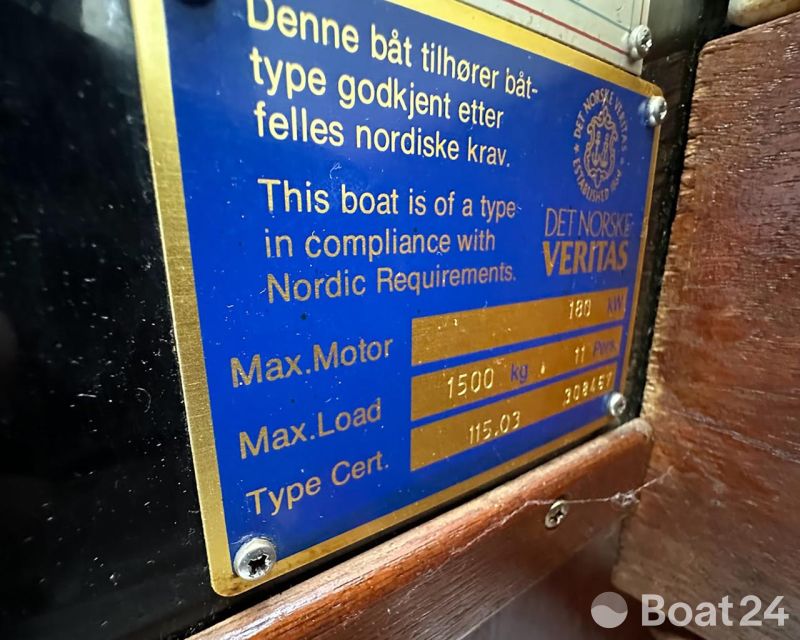 Denne båt tilhører båt-
type godkjent etter
felles nordiske krav.
DET NORSKE VERITAS
ESTABLISHED 1864
This boat is of a type
in compliance with
Nordic Requirements.
DET NORSKE
VERITAS
Max.Motor 180 kW
Max.Load 1500 kg 11 Pers.
Type Cert. 115.03 308457
Boat24